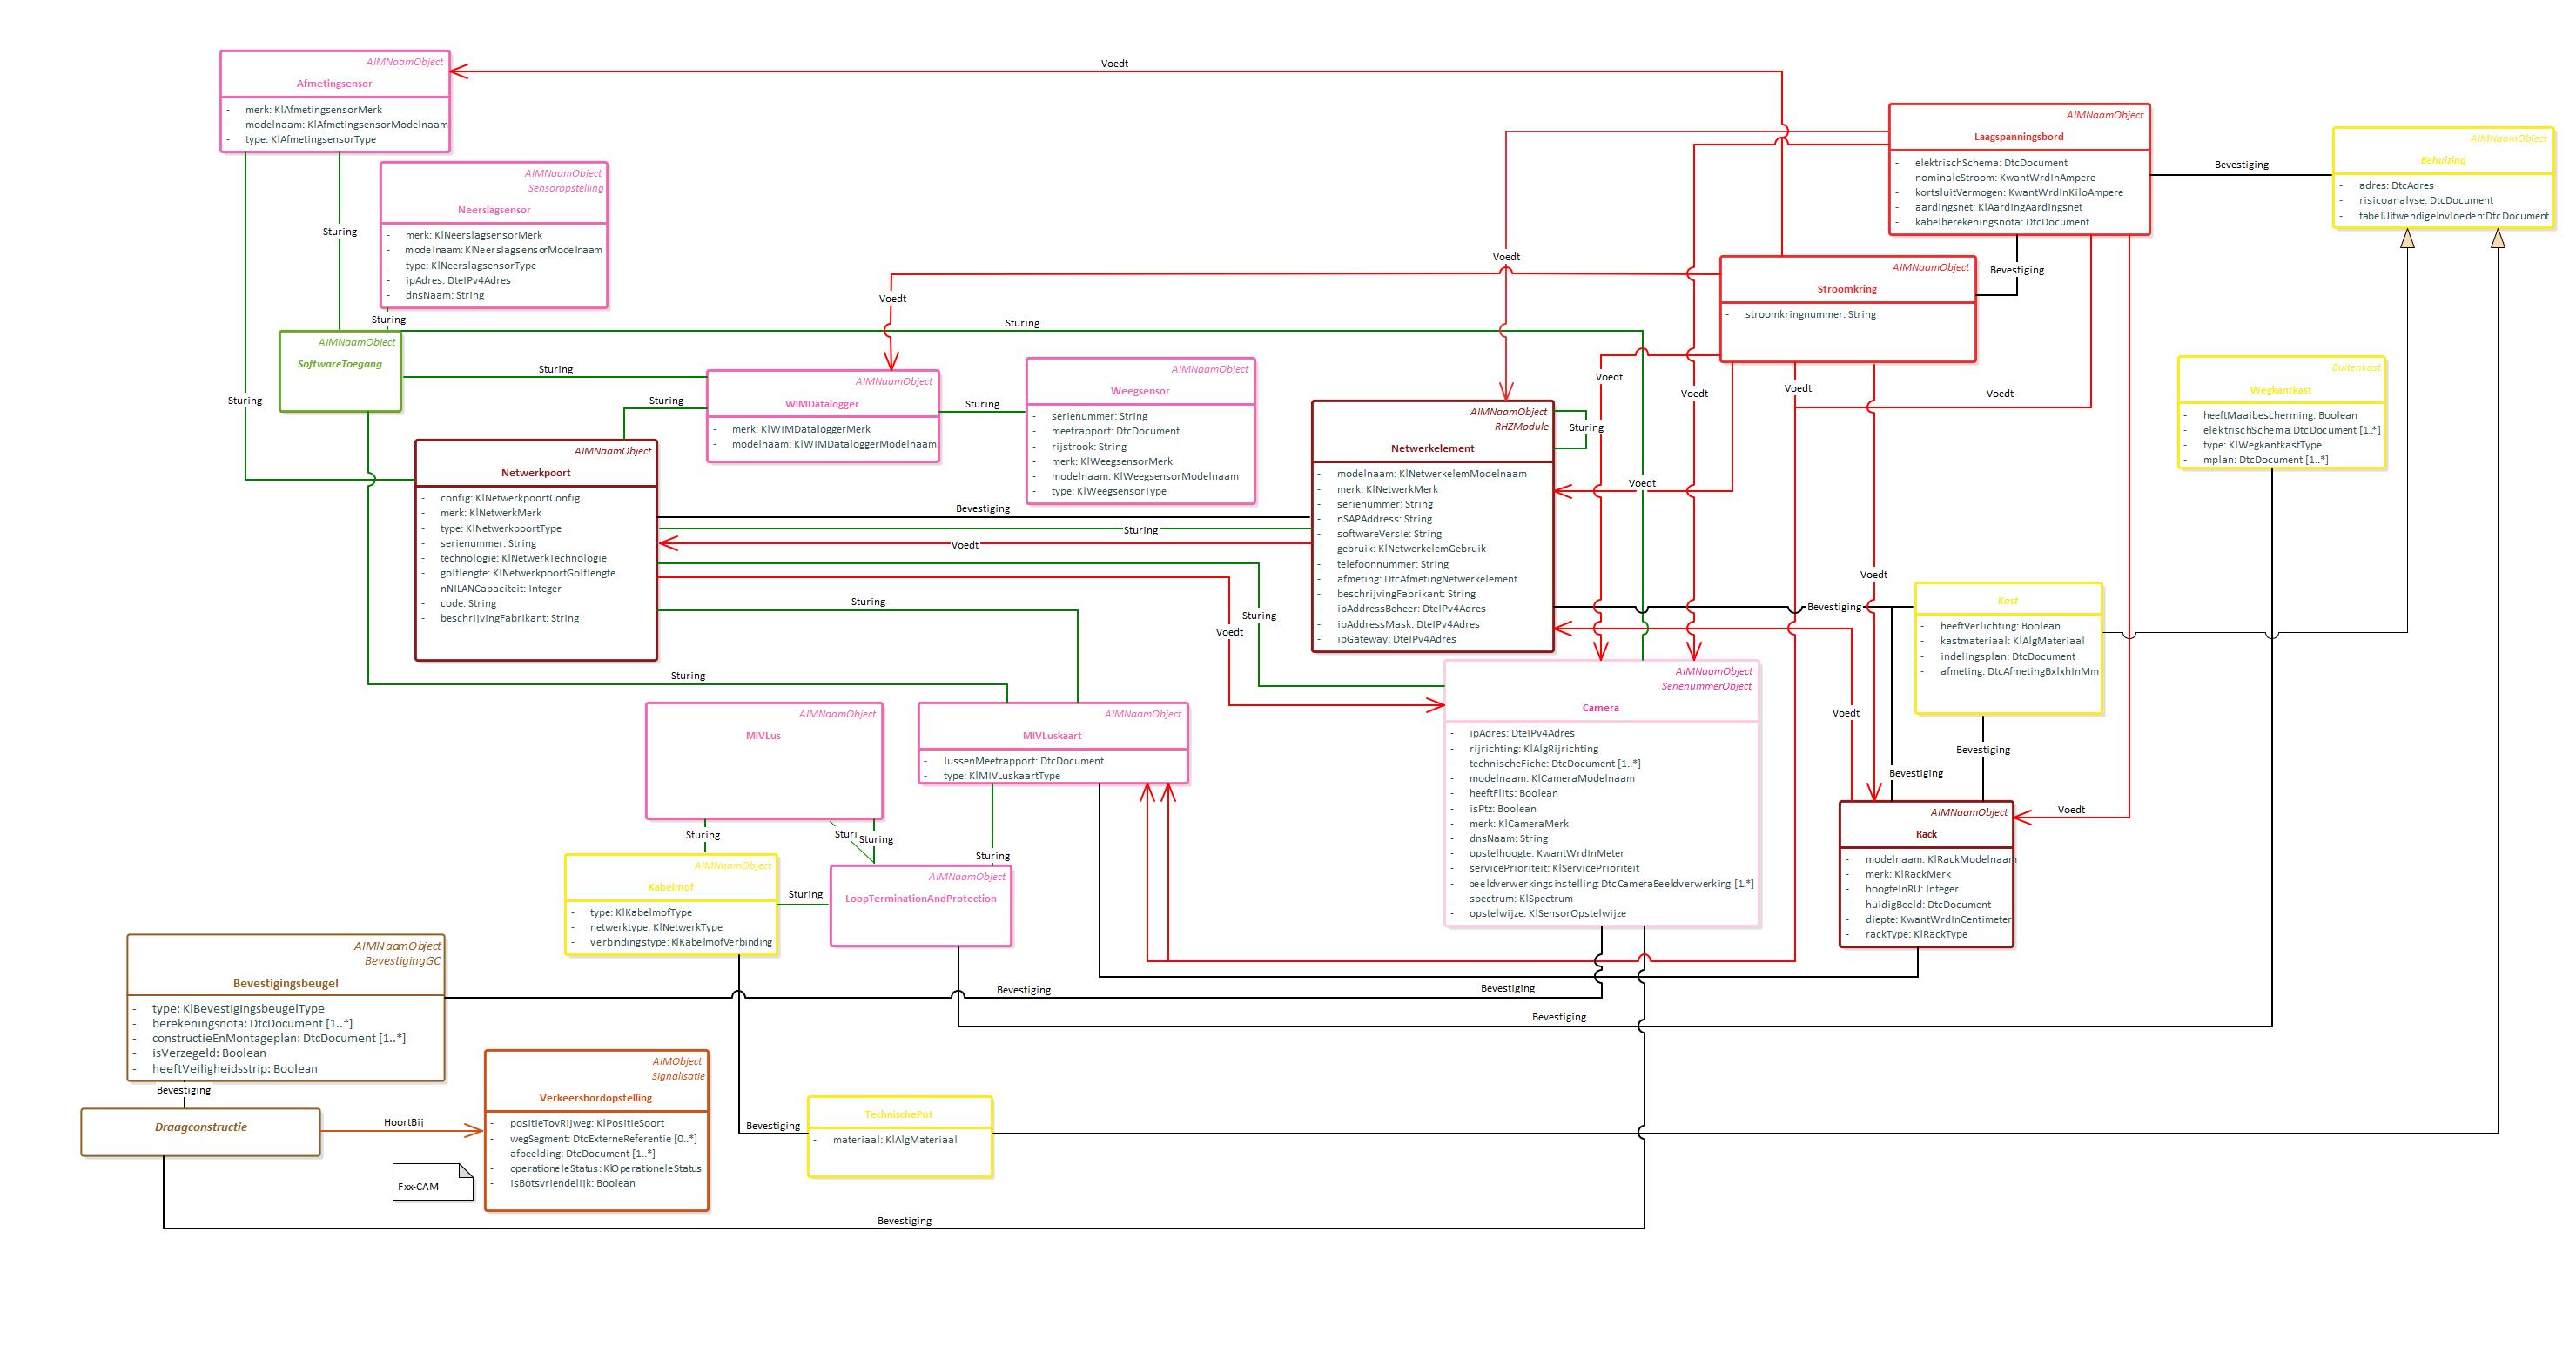 AIMNaamObject
Afmetingsensor
- merk: KlAfmetingsensorMerk
- modelnaam: KlAfmetingsensorModelnaam
- type: KlAfmetingsensorType
Voedt
AIMNaamObject
Laagspanningsbord
- elektrischSchema: DtcDocument
- nominaleStroom: KwantWrdInAmpere
- kortsluitVermogen: KwantWrdInKiloAmpere
- aardingsnet: KlAardingAardingsnet
- kabelberekeningsnota: DtcDocument
Bevestiging
AIMNaamObject
Behuizing
- adres: DtcAdres
- risicoanalyse: DtcDocument
- tabelUitwendigeInvloeden:DtcDocument
AIMNaamObject
Sensoropstelling
Neerslagsensor
- merk: KlNeerslagsensorMerk
- modelnaam: KlNeerslagsensorModelnaam
- type: KlNeerslagsensorType
- ipAdres: DteIPv4Adres
- dnsNaam: String
Sturing
Sturing
Voedt
Voedt
Bevestiging
AIMNaamObject
Stroomkring
- stroomkringnummer: String
AIMNaamObject
SoftwareToegang
Sturing
Sturing
Sturing
Sturing
AIMNaamObject
WIMDatalogger
- merk: KlWIMDataloggerMerk
- modelnaam: KlWIMDataloggerModelnaam
Sturing
AIMNaamObject
Weegsensor
- serienummer: String
- meetrapport: DtcDocument
- rijstrook: String
- merk: KlWeegsensorMerk
- modelnaam: KlWeegsensorModelnaam
- type: KlWeegsensorType
AIMNaamObject
RHZModule
Netwerkelement
- modelnaam: KlNetwerkelemModelnaam
- merk: KlNetwerkMerk
- serienummer: String
- nSAPAddress: String
- softwareVersie: String
- gebruik: KlNetwerkelemGebruik
- telefoonnummer: String
- afmeting: DtcAfmetingNetwerkelement
- beschrijvingFabrikant: String
- ipAddressBeheer: DteIPv4Adres
- ipAddressMask: DteIPv4Adres
- ipGateway: DteIPv4Adres
Sturing
Voedt
Voedt
Voedt
Voedt
Voedt
Buitenkast
Wegkantkast
- heeftMaaibescherming: Boolean
- elektrischSchema: DtcDocument [1..*]
- type: KlWegkantkastType
- mplan: DtcDocument [1..*]
AIMNaamObject
Netwerkpoort
- config: KlNetwerkpoortConfig
- merk: KlNetwerkMerk
- type: KlNetwerkpoortType
- serienummer: String
- technologie: KlNetwerkTechnologie
- golflengte: KlNetwerkpoortGolflengte
- nNILANCapaciteit: Integer
- code: String
- beschrijvingFabrikant: String
Bevestiging
Sturing
Voedt
Sturing
Sturing
Voedt
Sturing
Voedt
Bevestiging
Kast
- heeftVerlichting: Boolean
- kastmateriaal: KlAlgMateriaal
- indelingsplan: DtcDocument
- afmeting: DtcAfmetingBxlxhInMm
Voedt
Bevestiging
Bevestiging
Voedt
AIMNaamObject
MIVLus
AIMNaamObject
MIVLuskaart
- lussenMeetrapport: DtcDocument
- type: KlMIVLuskaartType
AIMNaamObject
SerienummerObject
Camera
- ipAdres: DteIPv4Adres
- rijrichting: KlAlgRijrichting
- technischeFiche: DtcDocument [1..*]
- modelnaam: KlCameraModelnaam
- heeftFlits: Boolean
- isPtz: Boolean
- merk: KlCameraMerk
- dnsNaam: String
- opstelhoogte: KwantWrdInMeter
- servicePrioriteit: KlServicePrioriteit
- beeldverwerkingsinstelling: DtcCameraBeeldverwerking [1..*]
- spectrum: KlSpectrum
- opstelwijze: KlSensorOpstelwijze
AIMNaamObject
Rack
- modelnaam: KlRackModelnaam
- merk: KlRackMerk
- hoogteInRU: Integer
- huidigBeeld: DtcDocument
- diepte: KwantWrdInCentimeter
- rackType: KlRackType
Sturing
Sturi
Sturing
Sturing
AIMNaamObject
Kabelmof
- type: KlKabelmofType
- netwerktype: KlNetwerkType
- verbindingstype: KlKabelmofVerbinding
Sturing
AIMNaamObject
LoopTerminationAndProtection
AIMNaamObject
BevestigingGC
Bevestigingsbeugel
- type: KlBevestigingsbeugelType
- berekeningsnota: DtcDocument [1..*]
- constructieEnMontageplan: DtcDocument [1..*]
- isVerzegeld: Boolean
- heeftVeiligheidsstrip: Boolean
Bevestiging
Bevestiging
Bevestiging
Bevestiging
Draagconstructie
HoortBij
AIMObject
Signalisatie
Verkeersbordopstelling
- positieTovRijweg: KlPositieSoort
- wegSegment: DtcExterneReferentie [0..*]
- afbeelding: DtcDocument [1..*]
- operationeleStatus: KlOperationeleStatus
- isBotsvriendelijk: Boolean
Fxx-CAM
Bevestiging
TechnischePut
- materiaal: KlAlgMateriaal
Bevestiging